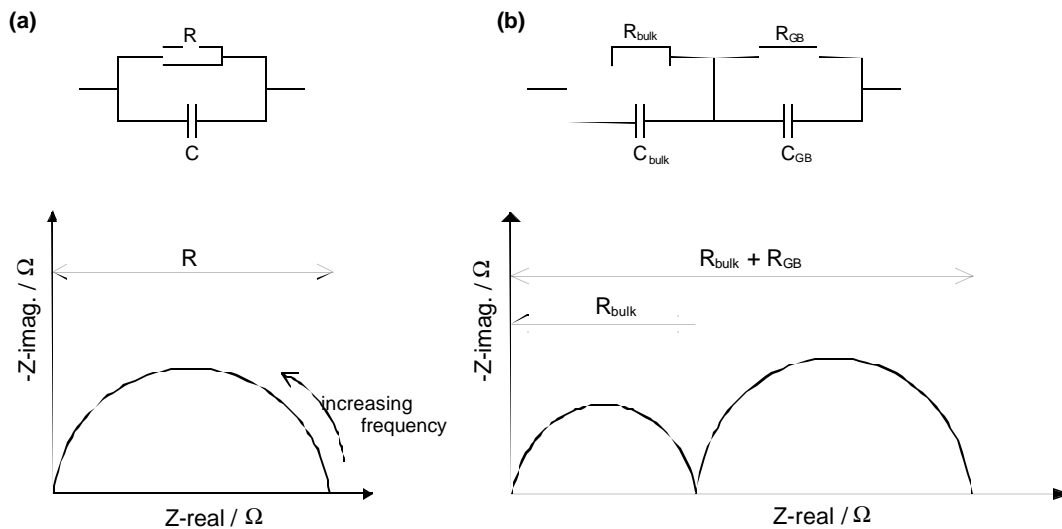 (a)
R
C
-Z-imag. / Ω
R
increasing
frequency
Z-real / Ω
(b)
R_bulk
R_GB
C_bulk
C_GB
-Z-imag. / Ω
R_bulk + R_GB
R_bulk
Z-real / Ω